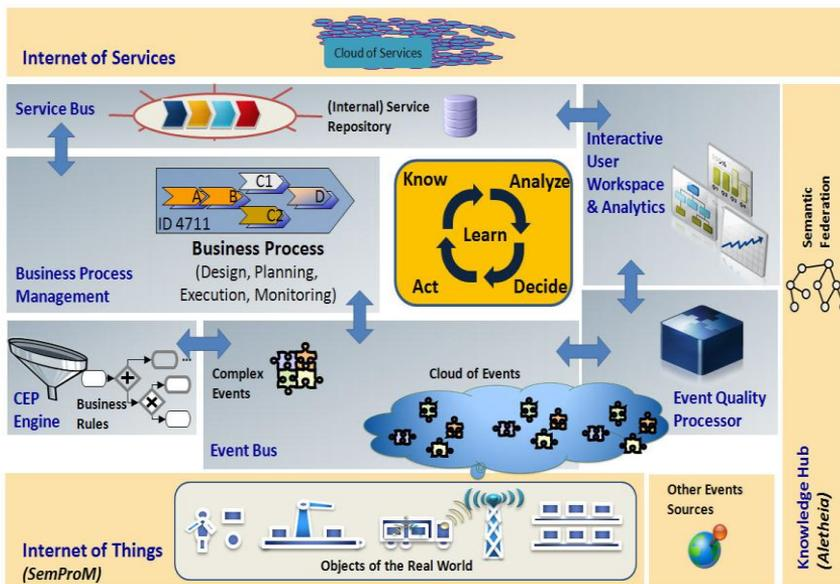 Internet of Services
Cloud of Services
Service Bus
(Internal) Service
Repository
Interactive
User
Workspace
& Analytics
Know
Analyze
Learn
Act
Decide
A
B
C1
C2
D
ID 4711
Business Process
(Design, Planning,
Execution, Monitoring)
Business Process
Management
CEP
Engine
Business
Rules
...
Complex
Events
Cloud of Events
Event Bus
Event Quality
Processor
Semantic
Federation
Knowledge Hub
(Aletheia)
Internet of Things
(SemProM)
Objects of the Real World
Other Events
Sources